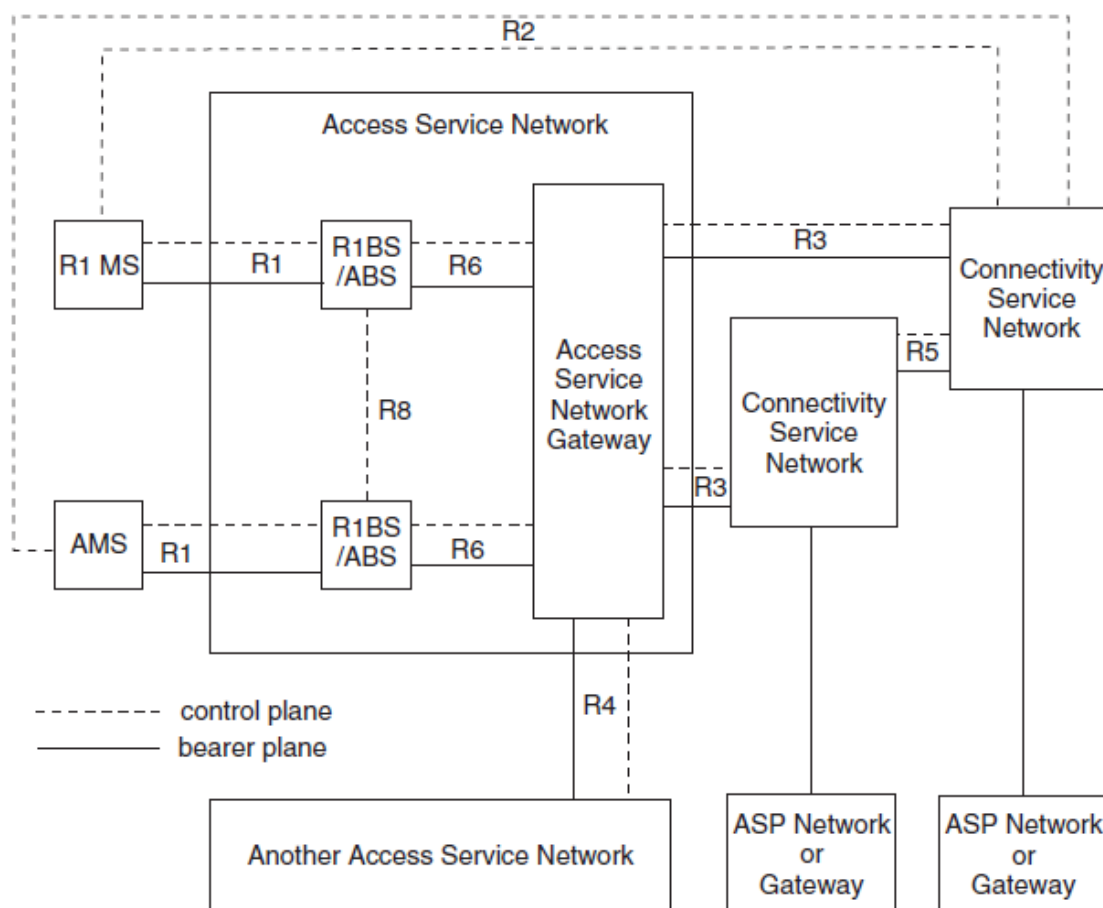 R2
Access Service Network
R1 MS
R1
R1BS
/ABS
R6
R3
Connectivity
Service
Network
Access
Service
Network
Gateway
R5
R8
Connectivity
Service
Network
R3
AMS
R1
R1BS
/ABS
R6
R4
control plane
bearer plane
Another Access Service Network
ASP Network
or
Gateway
ASP Network
or
Gateway